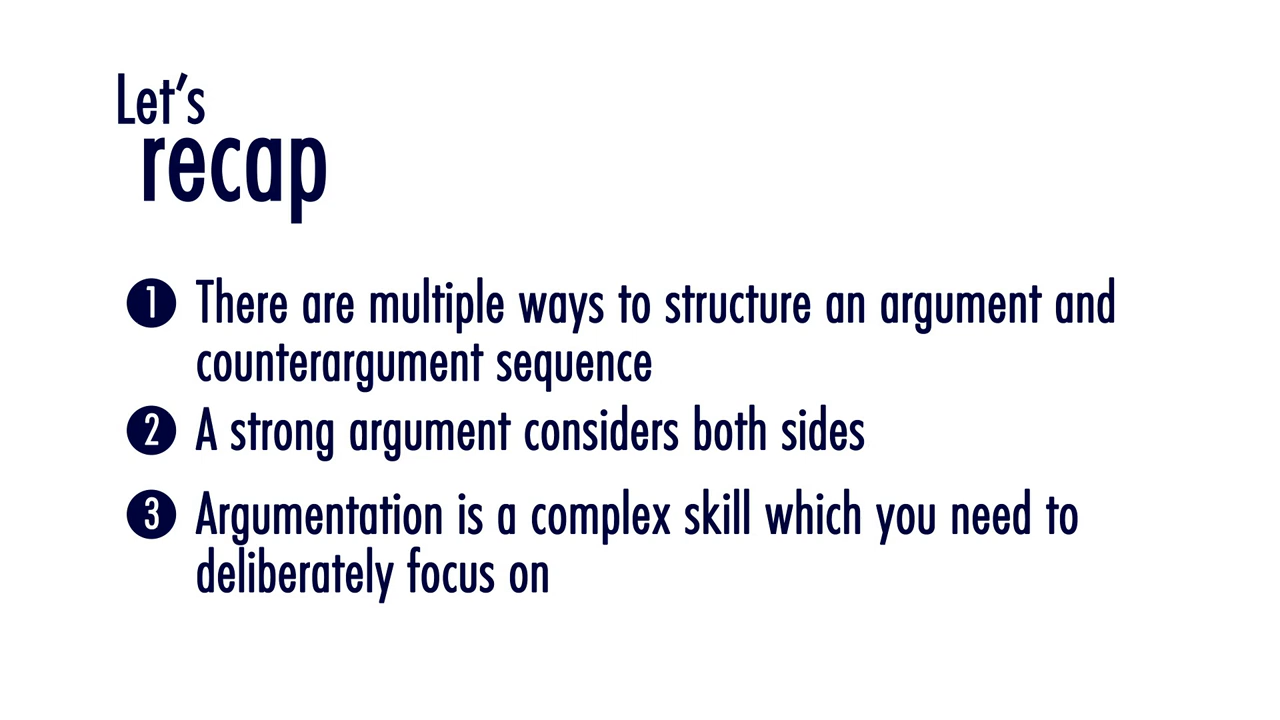 Let’s
recap
1 There are multiple ways to structure an argument and
counterargument sequence
2 A strong argument considers both sides
3 Argumentation is a complex skill which you need to
deliberately focus on